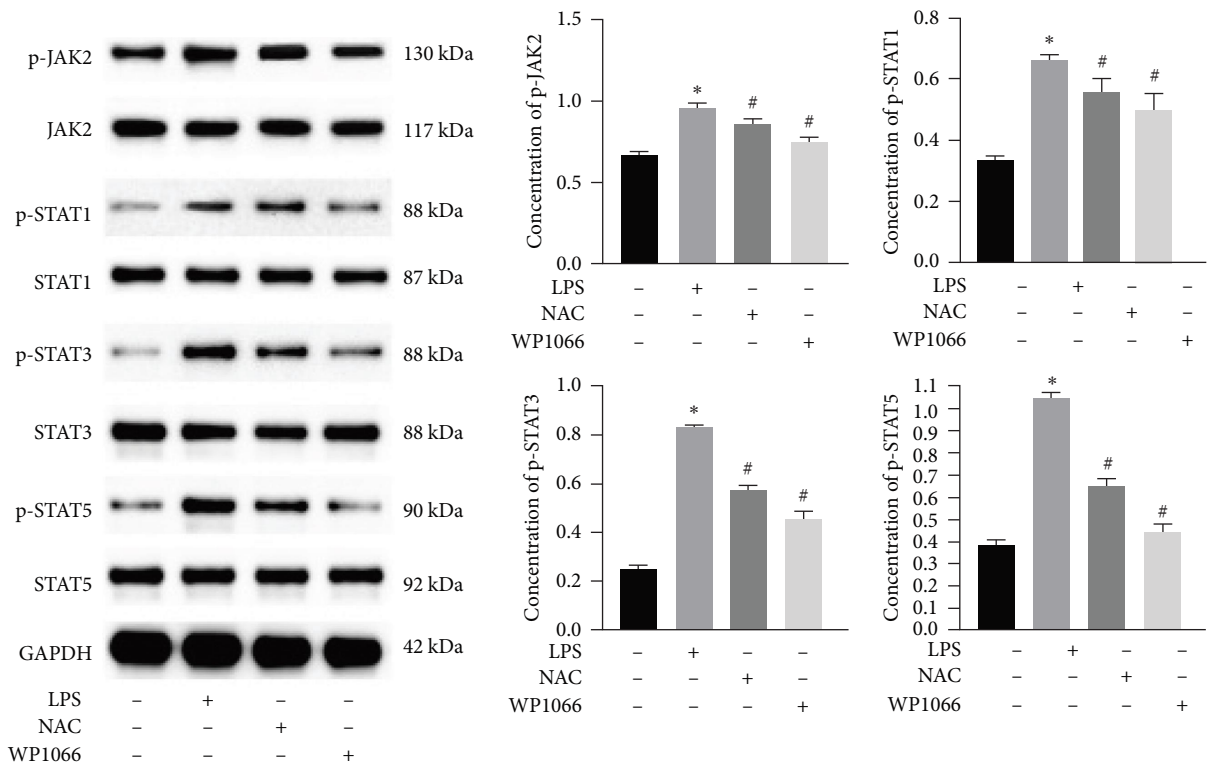 p-JAK2 130 kDa
JAK2 117 kDa
p-STAT1 88 kDa
STAT1 87 kDa
p-STAT3 88 kDa
STAT3 88 kDa
p-STAT5 90 kDa
STAT5 92 kDa
GAPDH 42 kDa
LPS – + – –
NAC – – + –
WP1066 – – – +
Concentration of p-JAK2
1.5
1.0
0.5
0.0
* # #
LPS – + – –
NAC – – + –
WP1066 – – – +
Concentration of p-STAT1
0.8
0.6
0.4
0.2
* # #
LPS – + – –
NAC – – + –
WP1066 – – – +
Concentration of p-STAT3
1.0
0.8
0.6
0.4
0.2
0.0
* # #
LPS – + – –
NAC – – + –
WP1066 – – – +
Concentration of p-STAT5
1.1
1.0
0.9
0.8
0.7
0.6
0.5
0.4
0.3
0.2
0.1
0.0
* # #
LPS – + – –
NAC – – + –
WP1066 – – – +